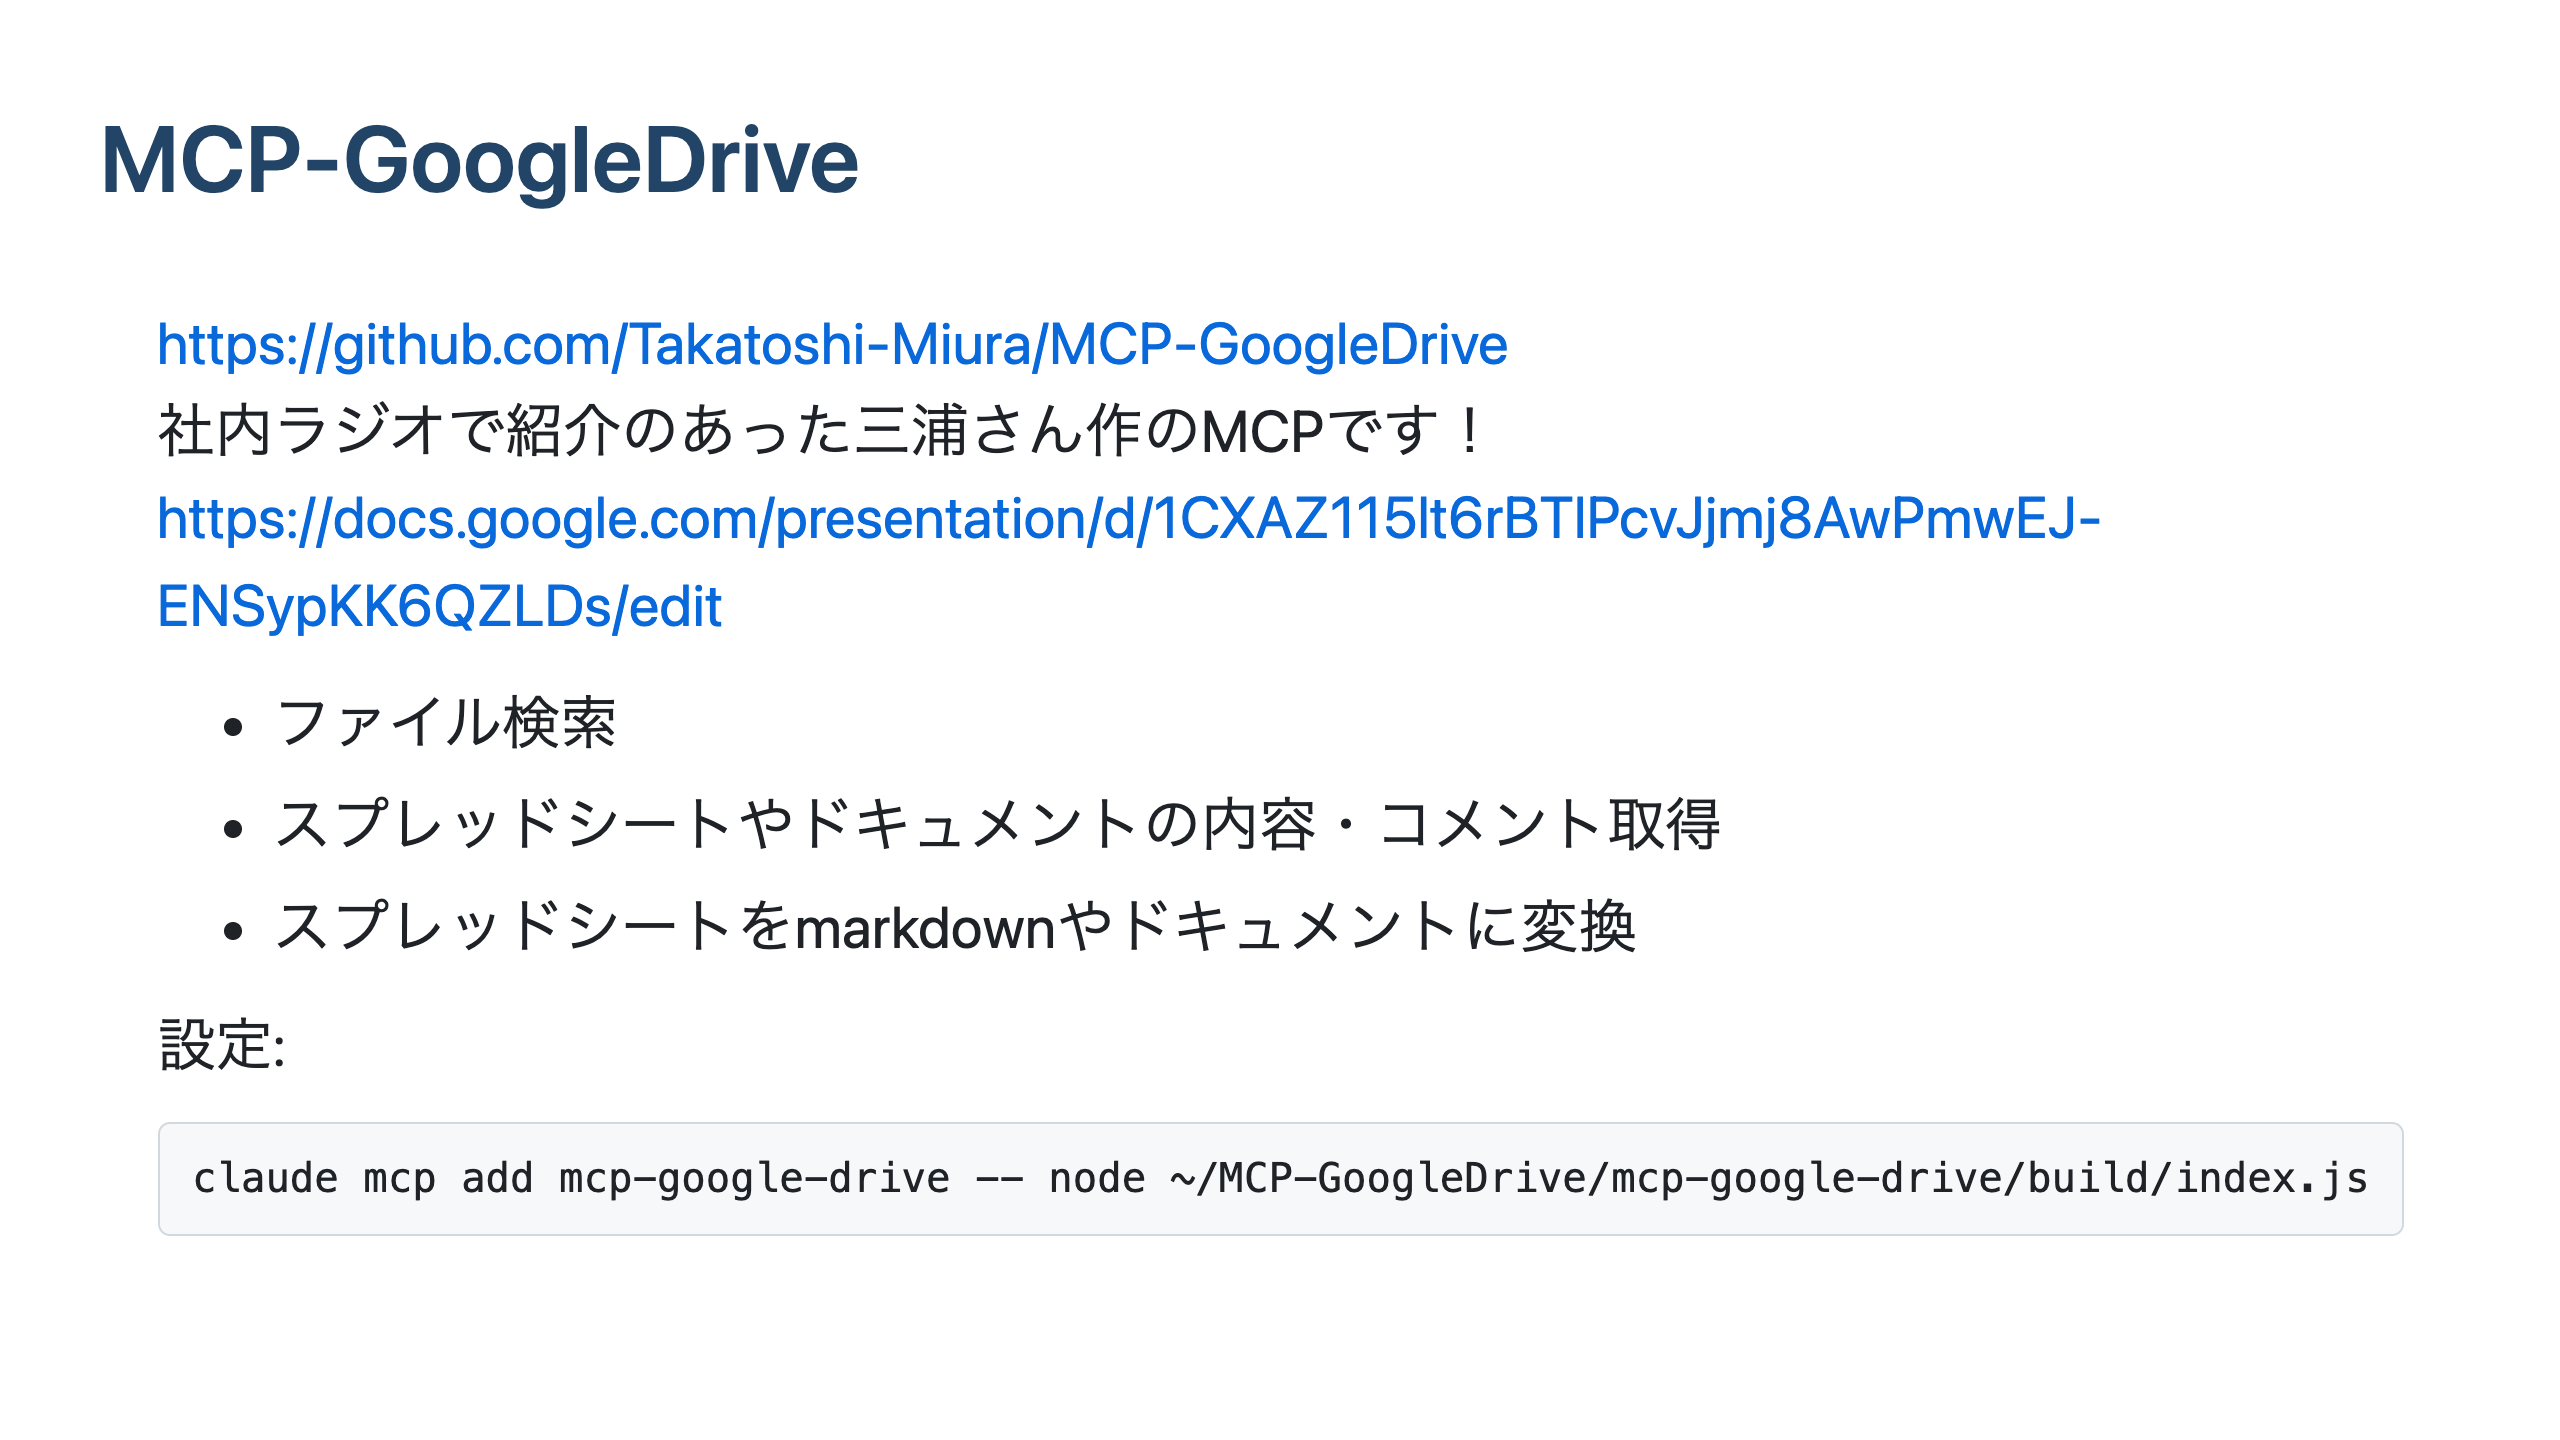 MCP-GoogleDrive
https://github.com/Takatoshi-Miura/MCP-GoogleDrive
社内ラジオで紹介のあった三浦さん作のMCPです！
https://docs.google.com/presentation/d/1CXAZ115lt6rBTlPcvJjmj8AwPmwEJ-
ENSypKK6QZLDs/edit
• ファイル検索
• スプレッドシートやドキュメントの内容・コメント取得
• スプレッドシートをmarkdownやドキュメントに変換
設定:
claude mcp add mcp-google-drive -- node ~/MCP-GoogleDrive/mcp-google-drive/build/index.js